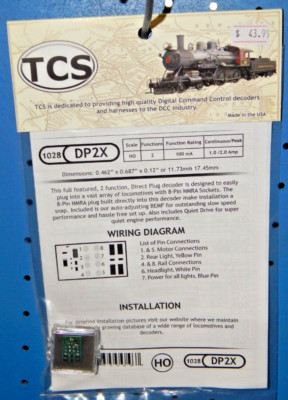 $ 43.95
TCS
TCS is dedicated to providing high quality Digital Command Control decoders
and harnesses to the DCC industry.
Made in the USA
1028 DP2X
Scale Functions Function Rating Continuous/Peak
HO 2 100 mA 1.0 /2.0 Amp
Dimensions: 0.462" x 0.687" x 0.12" or 11.73mm 17.45mm
This full featured, 2 function, Direct Plug decoder is designed to easily
plug into a vast array of locomotives with 8-Pin NMRA Sockets. The
8-Pin NMRA plug built directly into this decoder make installation a
snap. Included is our auto-adjusting BEMF for outstanding slow speed
performance and hassle free set up. Also includes Quiet Drive for super
quiet engine performance.
WIRING DIAGRAM
List of Pin Connections
1. & 5. Motor Connections
2. Rear Light, Yellow Pin
4. & 8. Rail Connections
6. Headlight, White Pin
7. Power for all lights, Blue Pin
INSTALLATION
For detailed installation pictures visit our website where we maintain
growing database of a wide range of locomotives and
decoders.
HO
1028 DP2X